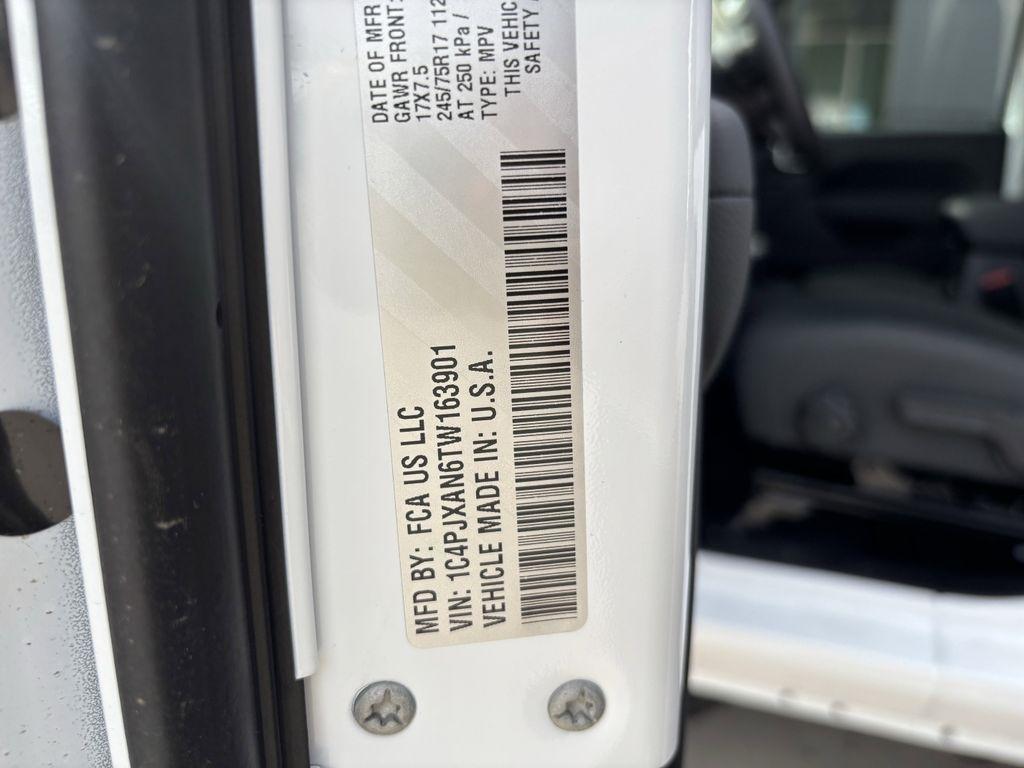 MFD BY: FCA US LLC
DATE OF MFR
GAWR FRONT:
17X7.5
245/75R17 112
AT 250 kPa /
VIN: 1C4PJXAN6TW163901
TYPE: MPV
VEHICLE MADE IN: U.S.A.
THIS VEHIC
SAFETY